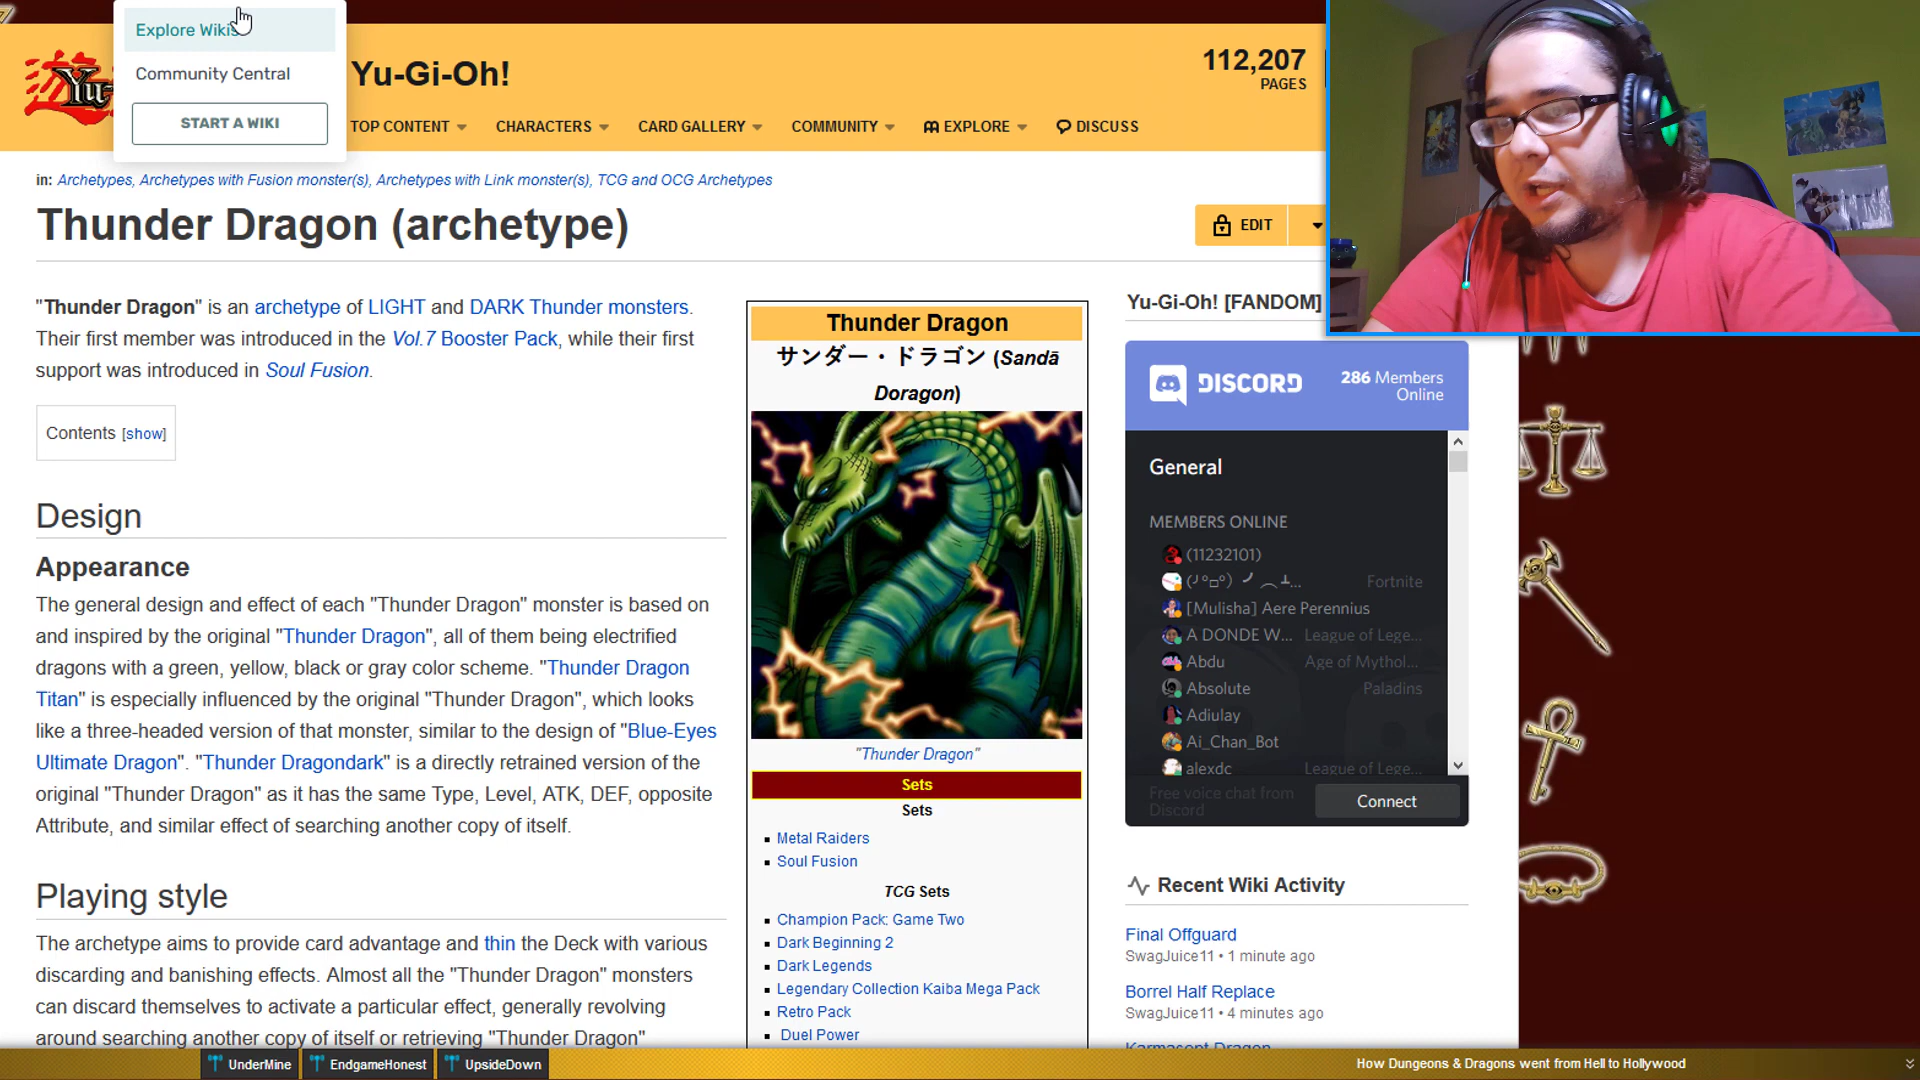 Explore Wikis
Community Central
START A WIKI
Yu-Gi-Oh!
112,207
PAGES
TOP CONTENT
CHARACTERS
CARD GALLERY
COMMUNITY
EXPLORE
DISCUSS
in: Archetypes, Archetypes with Fusion monster(s), Archetypes with Link monster(s), TCG and OCG Archetypes
Thunder Dragon (archetype)
EDIT
"Thunder Dragon" is an archetype of LIGHT and DARK Thunder monsters.
Their first member was introduced in the Vol.7 Booster Pack, while their first
support was introduced in Soul Fusion.
Contents [show]
Design
Appearance
The general design and effect of each "Thunder Dragon" monster is based on
and inspired by the original "Thunder Dragon", all of them being electrified
dragons with a green, yellow, black or gray color scheme. "Thunder Dragon
Titan" is especially influenced by the original "Thunder Dragon", which looks
like a three-headed version of that monster, similar to the design of "Blue-Eyes
Ultimate Dragon". "Thunder Dragondark" is a directly retrained version of the
original "Thunder Dragon" as it has the same Type, Level, ATK, DEF, opposite
Attribute, and similar effect of searching another copy of itself.
Playing style
The archetype aims to provide card advantage and thin the Deck with various
discarding and banishing effects. Almost all the "Thunder Dragon" monsters
can discard themselves to activate a particular effect, generally revolving
around searching another copy of itself or retrieving "Thunder Dragon"
Thunder Dragon
サンダー・ドラゴン (Sandā
Doragon)
"Thunder Dragon"
Sets
Sets
Metal Raiders
Soul Fusion
TCG Sets
Champion Pack: Game Two
Dark Beginning 2
Dark Legends
Legendary Collection Kaiba Mega Pack
Retro Pack
Duel Power
Yu-Gi-Oh! [FANDOM]
DISCORD
286 Members
Online
General
MEMBERS ONLINE
(11232101)
(╯°□°)╯︵ ┻... Fortnite
[Mulisha] Aere Perennius
A DONDE W... League of Lege...
Abdu Age of Mythol...
Absolute Paladins
Adiulay
Ai_Chan_Bot
alexdc League of Lege...
Free voice chat from
Discord
Connect
Recent Wiki Activity
Final Offguard
SwagJuice11 • 1 minute ago
Borrel Half Replace
SwagJuice11 • 4 minutes ago
Karmasent Dragon
UnderMine
EndgameHonest
UpsideDown
How Dungeons & Dragons went from Hell to Hollywood